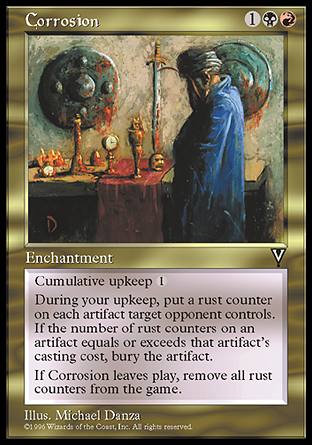 Corrosion 1
Enchantment V
Cumulative upkeep 1
During your upkeep, put a rust counter
on each artifact target opponent controls.
If the number of rust counters on an
artifact equals or exceeds that artifact's
casting cost, bury the artifact.
If Corrosion leaves play, remove all rust
counters from the game.
Illus. Michael Danza
©1996 Wizards of the Coast, Inc. All rights reserved.